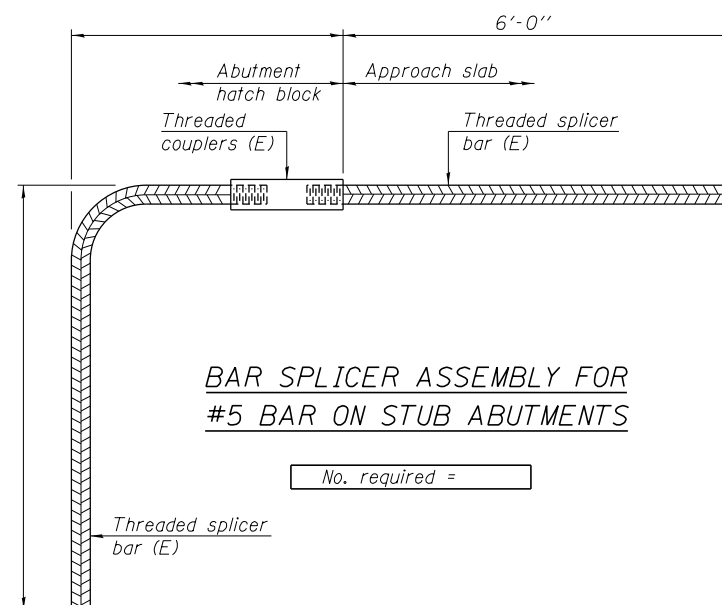 6'-0''
Abutment
hatch block
Approach slab
Threaded
couplers (E)
Threaded splicer
bar (E)
BAR SPLICER ASSEMBLY FOR
#5 BAR ON STUB ABUTMENTS
No. required =
Threaded splicer
bar (E)